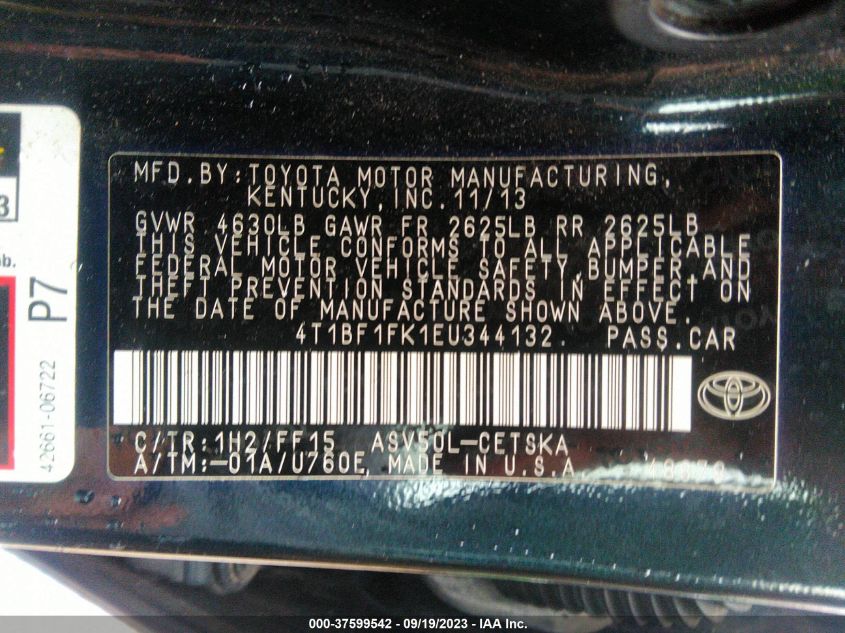 MFD.BY:TOYOTA MOTOR MANUFACTURING,
KENTUCKY,INC.11/13
GVWR 4630LB GAWR FR 2625LB RR 2625LB
THIS VEHICLE CONFORMS TO ALL APPLICABLE
FEDERAL MOTOR VEHICLE SAFETY,BUMPER AND
THEFT PREVENTION STANDARDS IN EFFECT ON
THE DATE OF MANUFACTURE SHOWN ABOVE.
4T1BF1FK1EU344132 PASS.CAR
C/TR:1H2/FF15 ASV50L-CETSKA
A/TM:-01A/U760E, MADE IN U.S.A.
3
ob.
P7
42661-06722
000-37599542 - 09/19/2023 - IAA Inc.